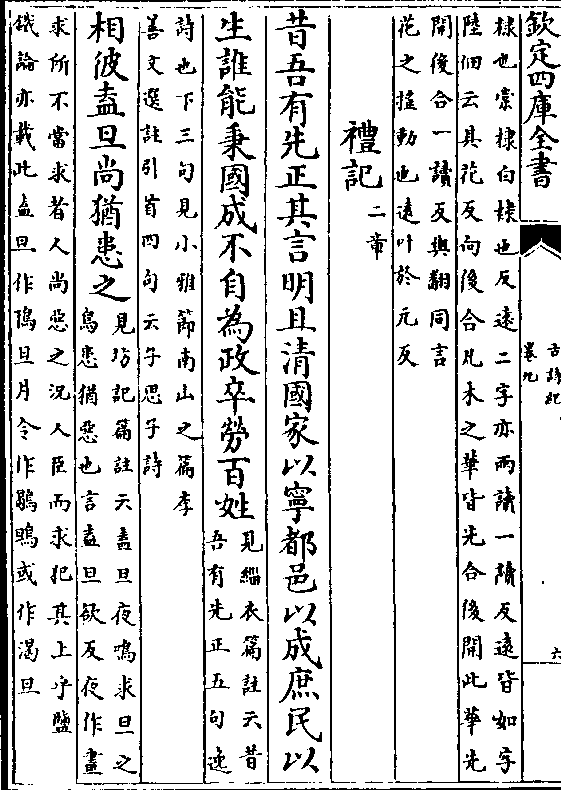 欽定四庫全書
古詩紀
卷九
六
棣也棠棣白棣也反遠二字亦兩讀一讀反遠皆如字
陸佃云其花反向後合凡木之華皆先合後開此華先
開後合一讀反與翻同言
花之搖動也遠叶於元反
禮記二章
昔吾有先正其言明且清國家以寧都邑以成庶民以
生誰能秉國成不自為政卒勞百姓
見緇衣篇註云昔
吾有先正五句逸
詩也下三句見小雅節南山之篇李
善文選註引首四句云子思子詩
相彼盍旦尚猶患之
見坊記篇註云盍旦夜鳴求旦之
鳥患猶惡也言盍旦欲反夜作晝
求所不當求者人尚惡之況人臣而求犯其上乎鹽
鐵論亦載此盍旦作旦月令作鶡鴠或作渴旦